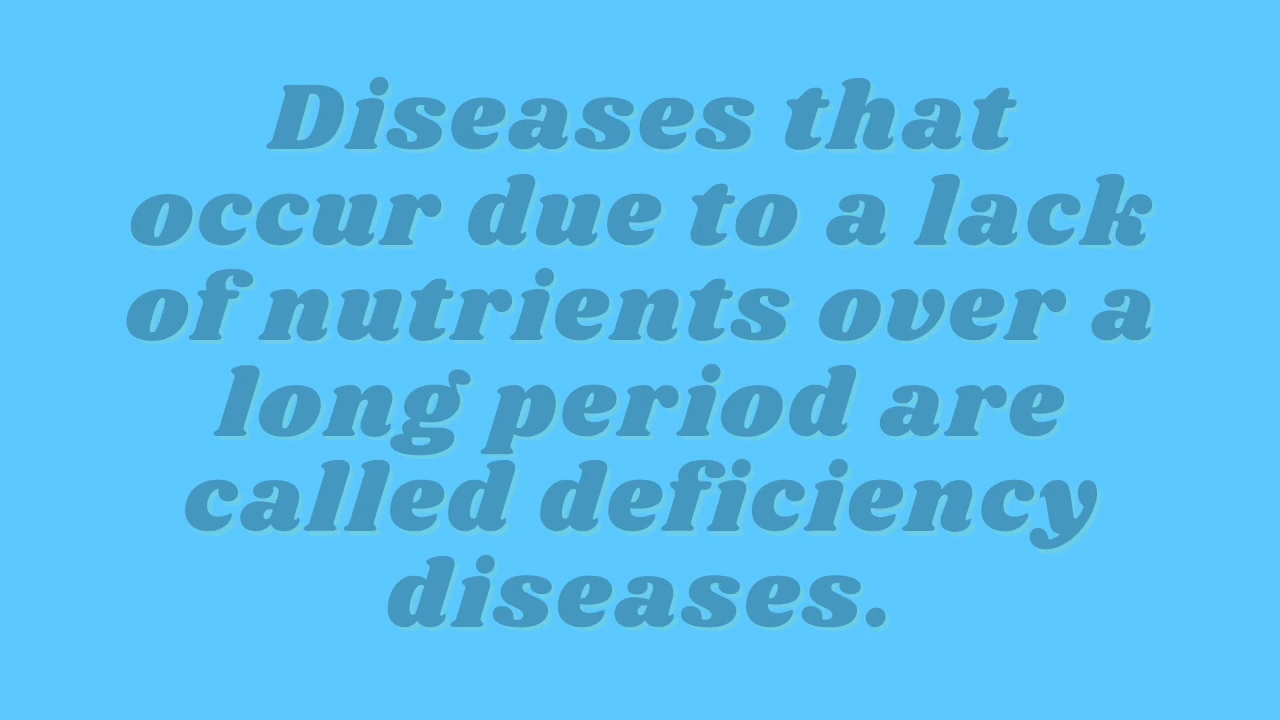 Diseases that
occur due to a lack
of nutrients over a
long period are
called deficiency
diseases.